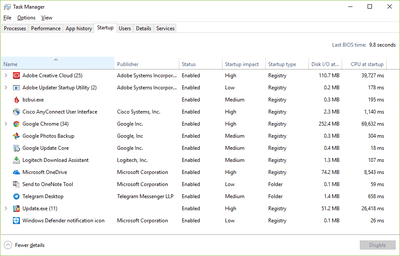 Task Manager
File Options View
Processes Performance App history Startup Users Details Services
Last BIOS time: 9.8 seconds
Name Publisher Status Startup impact Startup type Disk I/O at... CPU at startup
Adobe Creative Cloud (25) Adobe Systems Incorpor... Enabled High Registry 110.7 MB 39,727 ms
Adobe Updater Startup Utility (2) Adobe Systems Incorpor... Enabled Low Registry 0.2 MB 178 ms
bzbui.exe Enabled Medium Registry 0.3 MB 195 ms
Cisco AnyConnect User Interface Cisco Systems, Inc. Enabled High Registry 2.3 MB 1,140 ms
Google Chrome (34) Google Inc. Enabled High Registry 252.4 MB 69,632 ms
Google Photos Backup Google, Inc Enabled Medium Registry 0.3 MB 304 ms
Google Update Core Google Inc. Enabled Low Registry 0.4 MB 18 ms
Logitech Download Assistant Logitech, Inc. Enabled Medium Registry 1.3 MB 107 ms
Microsoft OneDrive Microsoft Corporation Enabled High Registry 74.2 MB 8,543 ms
Send to OneNote Tool Microsoft Corporation Enabled Low Folder 0.1 MB 59 ms
Telegram Desktop Telegram Messenger LLP Enabled Medium Folder 1.4 MB 658 ms
Update.exe (11) Enabled High Registry 51.2 MB 26,418 ms
Windows Defender notification icon Microsoft Corporation Enabled Low Registry 0.1 MB 26 ms
Fewer details Disable